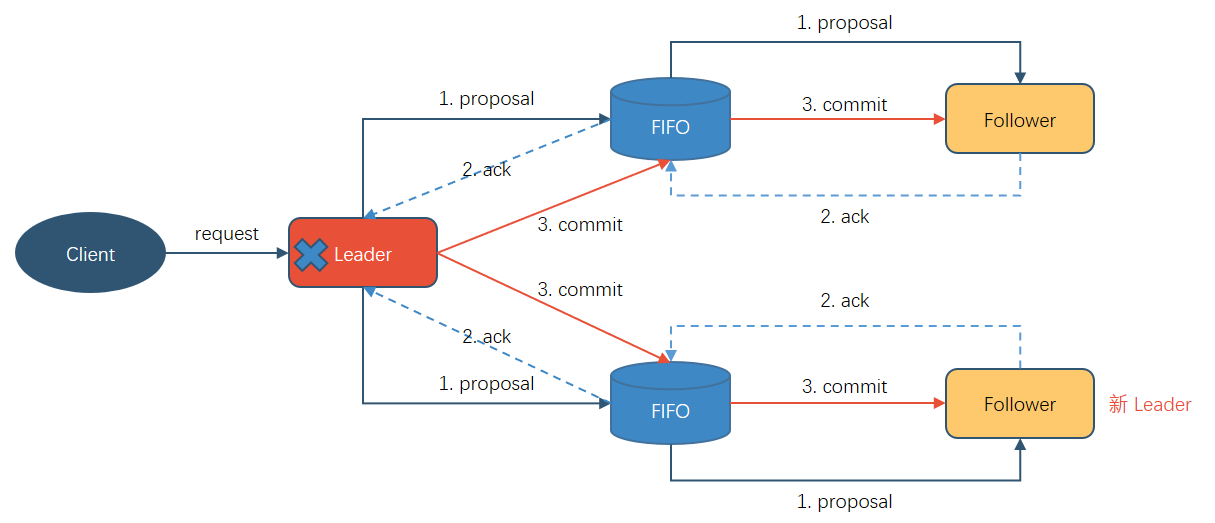 1. proposal
1. proposal
3. commit
FIFO
Follower
2. ack
2. ack
3. commit
request
Client
Leader
3. commit
2. ack
2. ack
1. proposal
3. commit
FIFO
Follower
新 Leader
1. proposal